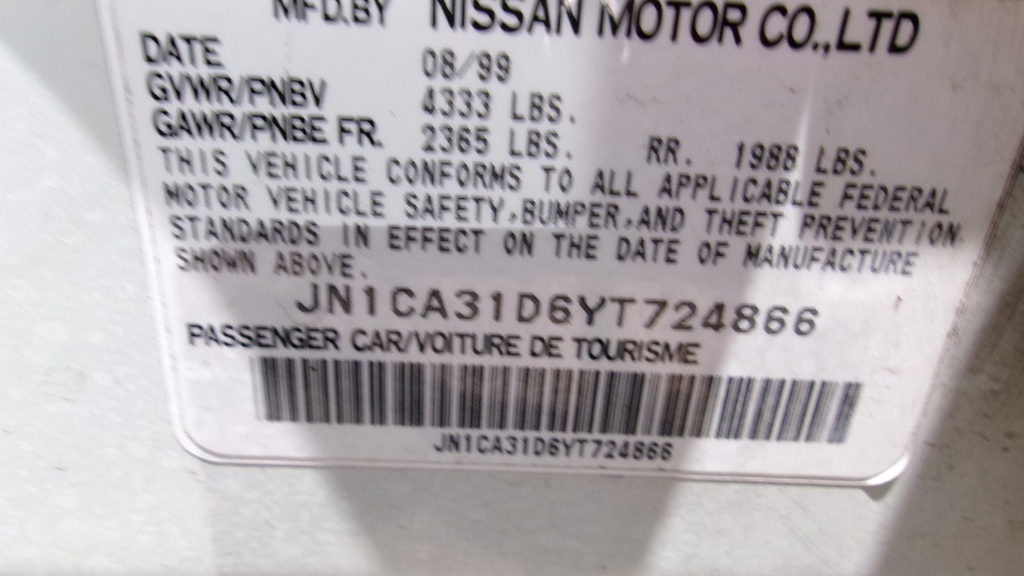 MFD.BY NISSAN MOTOR CO.,LTD
DATE 08/99
GVWR/PNBV 4333 LBS.
GAWR/PNBE FR. 2365 LBS. RR. 1988 LBS.
THIS VEHICLE CONFORMS TO ALL APPLICABLE FEDERAL
MOTOR VEHICLE SAFETY,BUMPER,AND THEFT PREVENTION
STANDARDS IN EFFECT ON THE DATE OF MANUFACTURE
SHOWN ABOVE.
JN1CA31D6YT724866
PASSENGER CAR/VOITURE DE TOURISME
JN1CA31D6YT724866